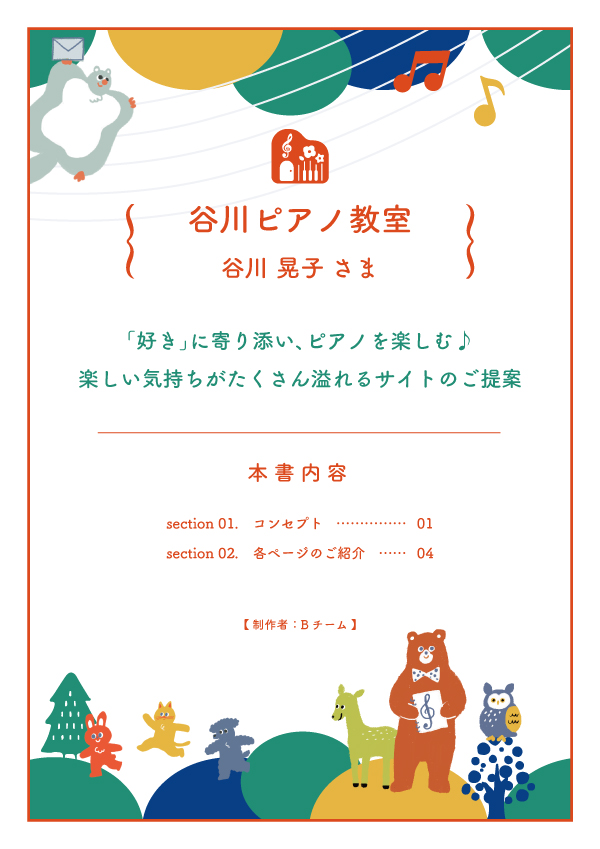 谷川ピアノ教室
谷川 晃子 さま
「好き」に寄り添い、ピアノを楽しむ♪
楽しい気持ちがたくさん溢れるサイトのご提案
本書内容
section 01. コンセプト ⋯⋯⋯⋯⋯ 01
section 02. 各ページのご紹介 ⋯⋯ 04
【 制作者：Bチーム 】